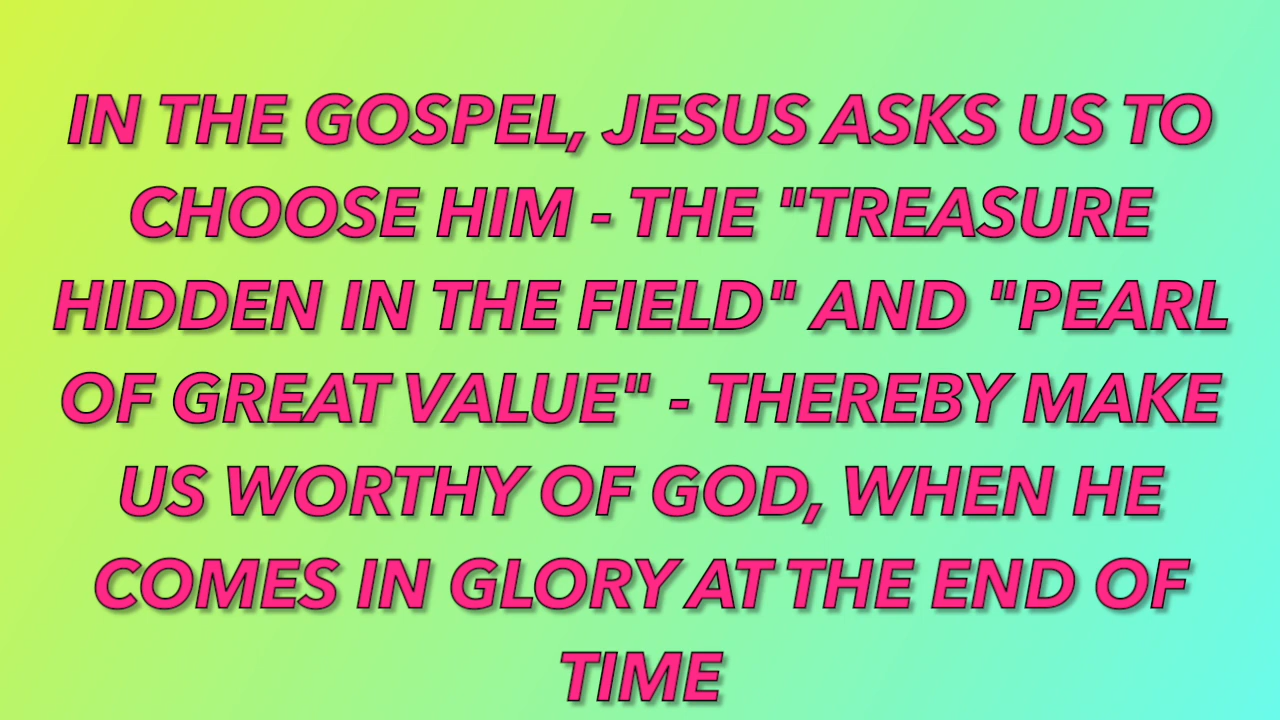 IN THE GOSPEL, JESUS ASKS US TO
CHOOSE HIM - THE "TREASURE
HIDDEN IN THE FIELD" AND "PEARL
OF GREAT VALUE" - THEREBY MAKE
US WORTHY OF GOD, WHEN HE
COMES IN GLORY AT THE END OF
TIME